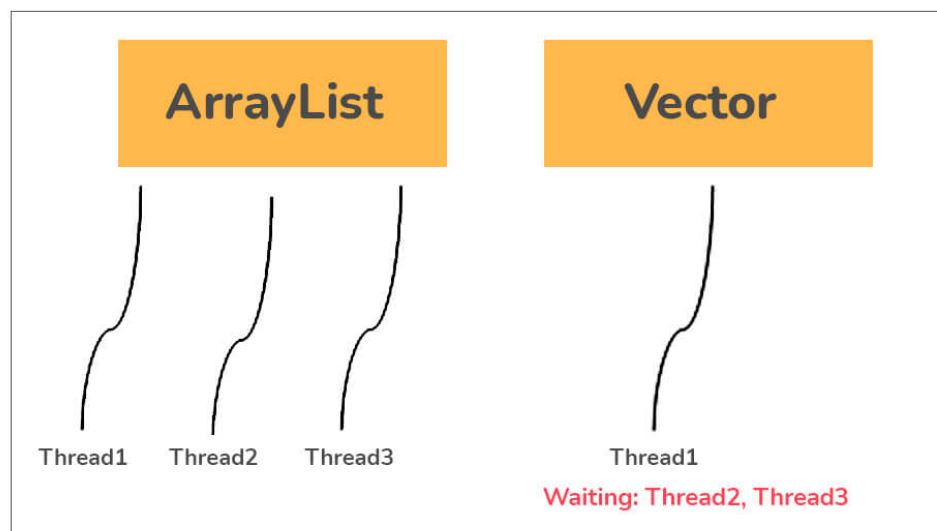 ArrayList
Vector
Thread1
Thread2
Thread3
Thread1
Waiting: Thread2, Thread3